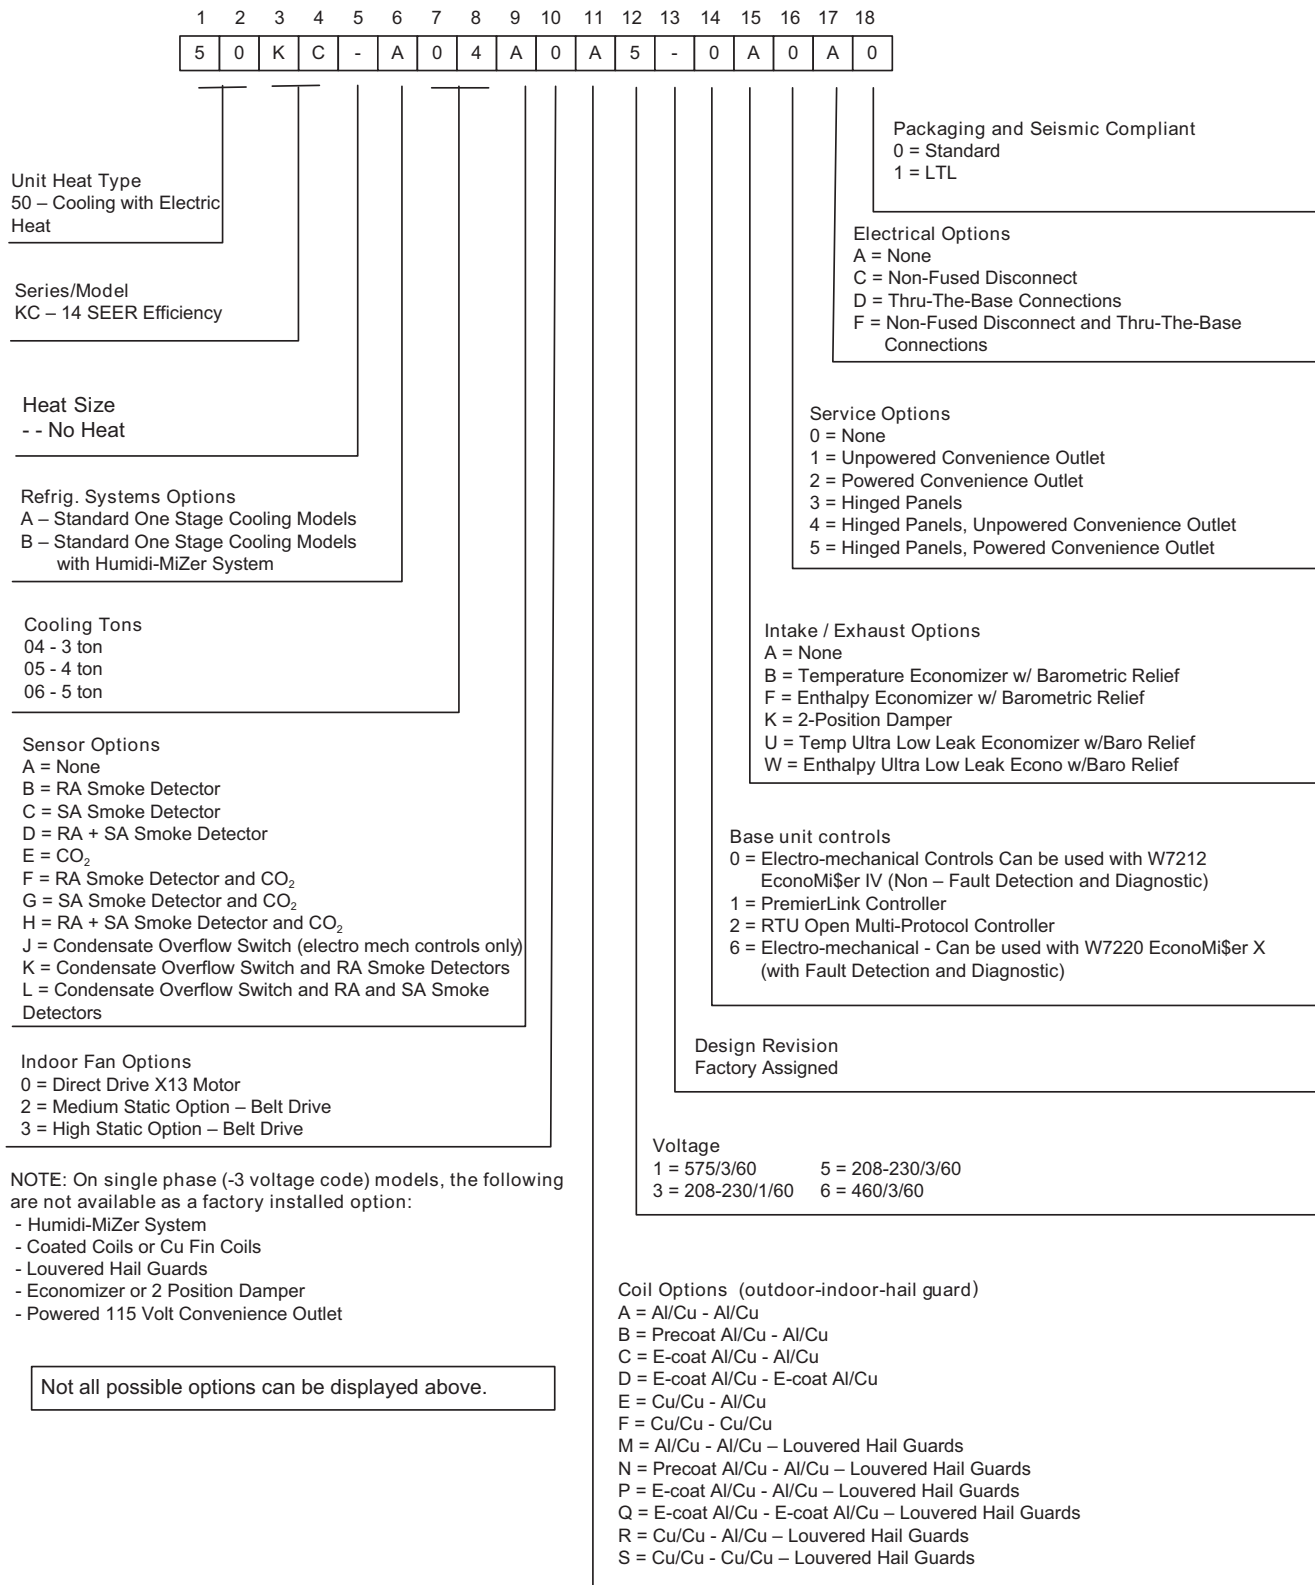 1 2 3 4 5 6 7 8 9 10 11 12 13 14 15 16 17 18
5 0 K C - A 0 4 A 0 A 5 - 0 A 0 A 0
Unit Heat Type
50 – Cooling with Electric
Heat
Series/Model
KC – 14 SEER Efficiency
Heat Size
- - No Heat
Refrig. Systems Options
A – Standard One Stage Cooling Models
B – Standard One Stage Cooling Models
with Humidi-MiZer System
Cooling Tons
04 - 3 ton
05 - 4 ton
06 - 5 ton
Sensor Options
A = None
B = RA Smoke Detector
C = SA Smoke Detector
D = RA + SA Smoke Detector
E = CO₂
F = RA Smoke Detector and CO₂
G = SA Smoke Detector and CO₂
H = RA + SA Smoke Detector and CO₂
J = Condensate Overflow Switch (electro mech controls only)
K = Condensate Overflow Switch and RA Smoke Detectors
L = Condensate Overflow Switch and RA and SA Smoke
Detectors
Indoor Fan Options
0 = Direct Drive X13 Motor
2 = Medium Static Option – Belt Drive
3 = High Static Option – Belt Drive
NOTE: On single phase (-3 voltage code) models, the following
are not available as a factory installed option:
- Humidi-MiZer System
- Coated Coils or Cu Fin Coils
- Louvered Hail Guards
- Economizer or 2 Position Damper
- Powered 115 Volt Convenience Outlet
Not all possible options can be displayed above.
Packaging and Seismic Compliant
0 = Standard
1 = LTL
Electrical Options
A = None
C = Non-Fused Disconnect
D = Thru-The-Base Connections
F = Non-Fused Disconnect and Thru-The-Base
Connections
Service Options
0 = None
1 = Unpowered Convenience Outlet
2 = Powered Convenience Outlet
3 = Hinged Panels
4 = Hinged Panels, Unpowered Convenience Outlet
5 = Hinged Panels, Powered Convenience Outlet
Intake / Exhaust Options
A = None
B = Temperature Economizer w/ Barometric Relief
F = Enthalpy Economizer w/ Barometric Relief
K = 2-Position Damper
U = Temp Ultra Low Leak Economizer w/Baro Relief
W = Enthalpy Ultra Low Leak Econo w/Baro Relief
Base unit controls
0 = Electro-mechanical Controls Can be used with W7212
EconoMi$er IV (Non – Fault Detection and Diagnostic)
1 = PremierLink Controller
2 = RTU Open Multi-Protocol Controller
6 = Electro-mechanical - Can be used with W7220 EconoMi$er X
(with Fault Detection and Diagnostic)
Design Revision
Factory Assigned
Voltage
1 = 575/3/60 5 = 208-230/3/60
3 = 208-230/1/60 6 = 460/3/60
Coil Options (outdoor-indoor-hail guard)
A = Al/Cu - Al/Cu
B = Precoat Al/Cu - Al/Cu
C = E-coat Al/Cu - Al/Cu
D = E-coat Al/Cu - E-coat Al/Cu
E = Cu/Cu - Al/Cu
F = Cu/Cu - Cu/Cu
M = Al/Cu - Al/Cu – Louvered Hail Guards
N = Precoat Al/Cu - Al/Cu – Louvered Hail Guards
P = E-coat Al/Cu - Al/Cu – Louvered Hail Guards
Q = E-coat Al/Cu - E-coat Al/Cu – Louvered Hail Guards
R = Cu/Cu - Al/Cu – Louvered Hail Guards
S = Cu/Cu - Cu/Cu – Louvered Hail Guards